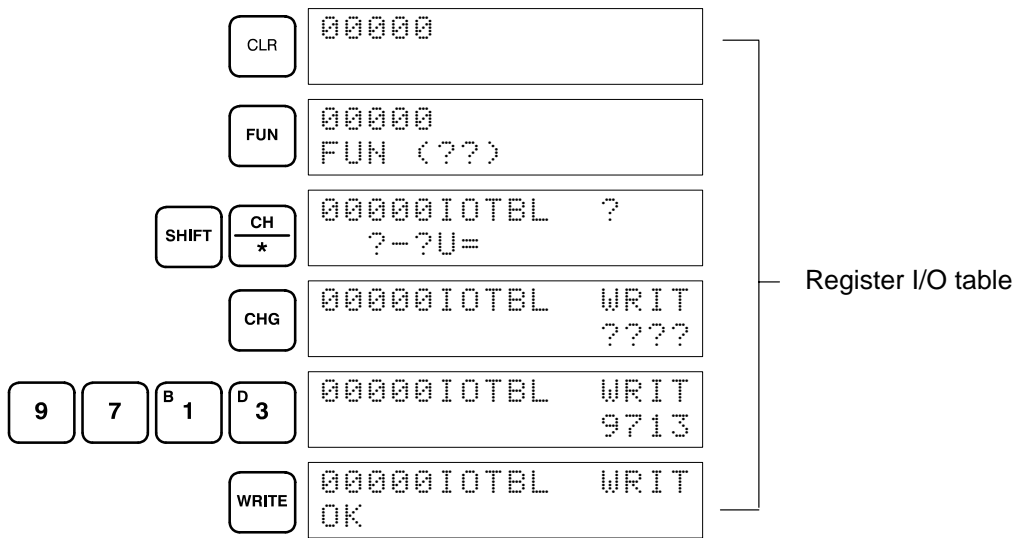 CLR
00000
FUN
00000
FUN (??)
SHIFT
CH
*
00000IOTBL ?
?-?U=
CHG
00000IOTBL WRIT
????
Register I/O table
9 7 B 1 D 3
00000IOTBL WRIT
9713
WRITE
00000IOTBL WRIT
OK